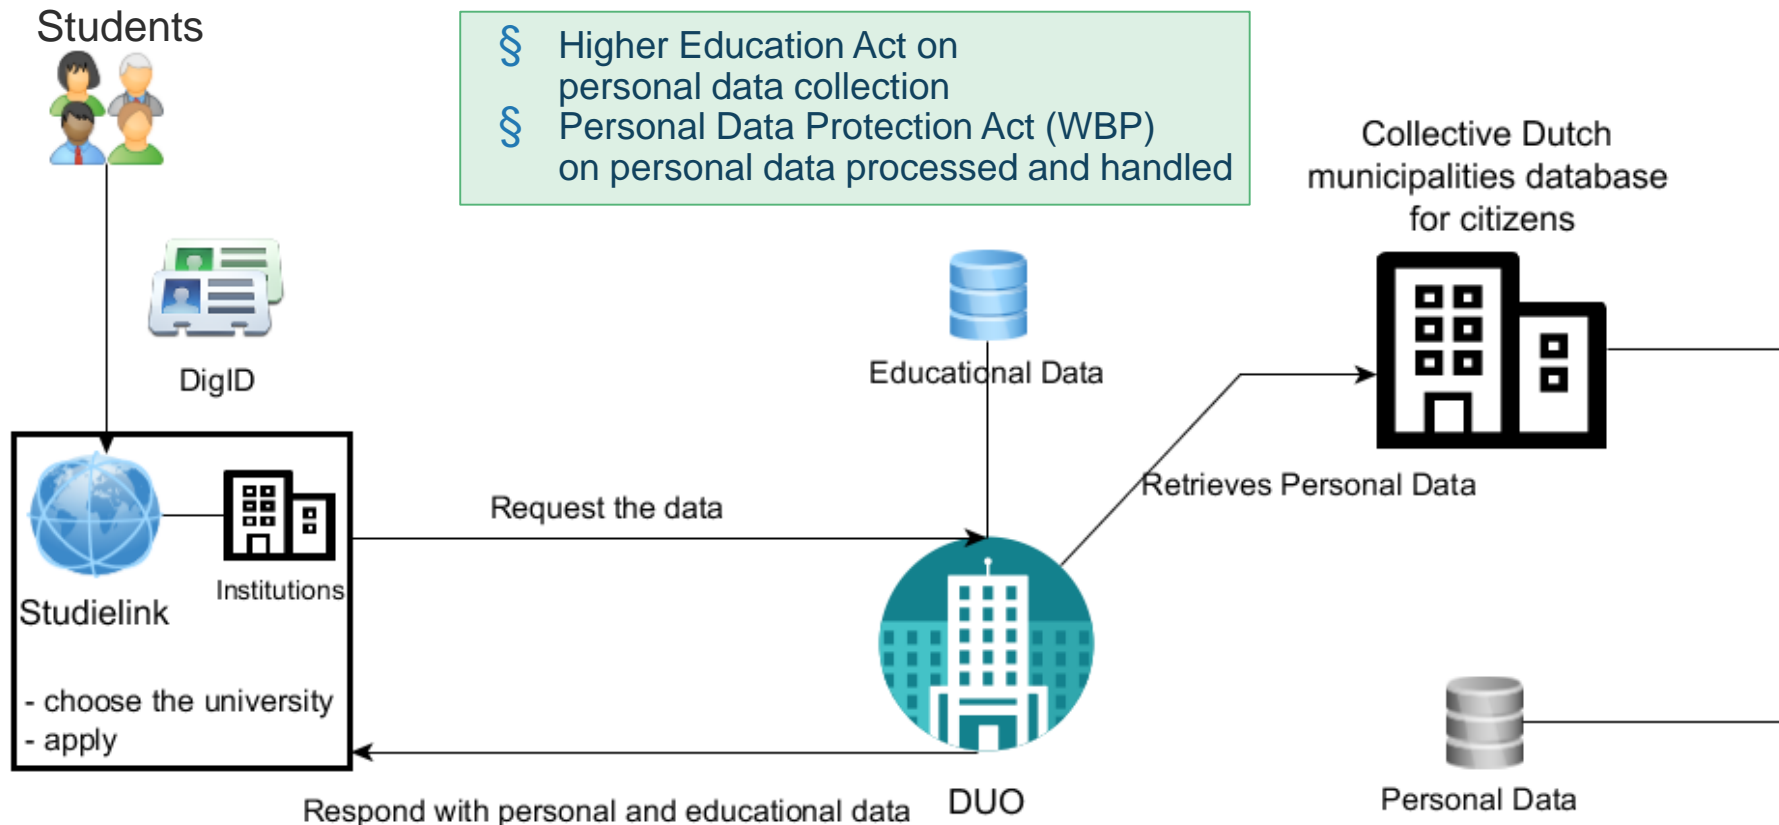 Students
§ Higher Education Act on
personal data collection
§ Personal Data Protection Act (WBP)
on personal data processed and handled
Collective Dutch
municipalities database
for citizens
DigID
Educational Data
Retrieves Personal Data
Request the data
Institutions
Studielink
- choose the university
- apply
Respond with personal and educational data
DUO
Personal Data